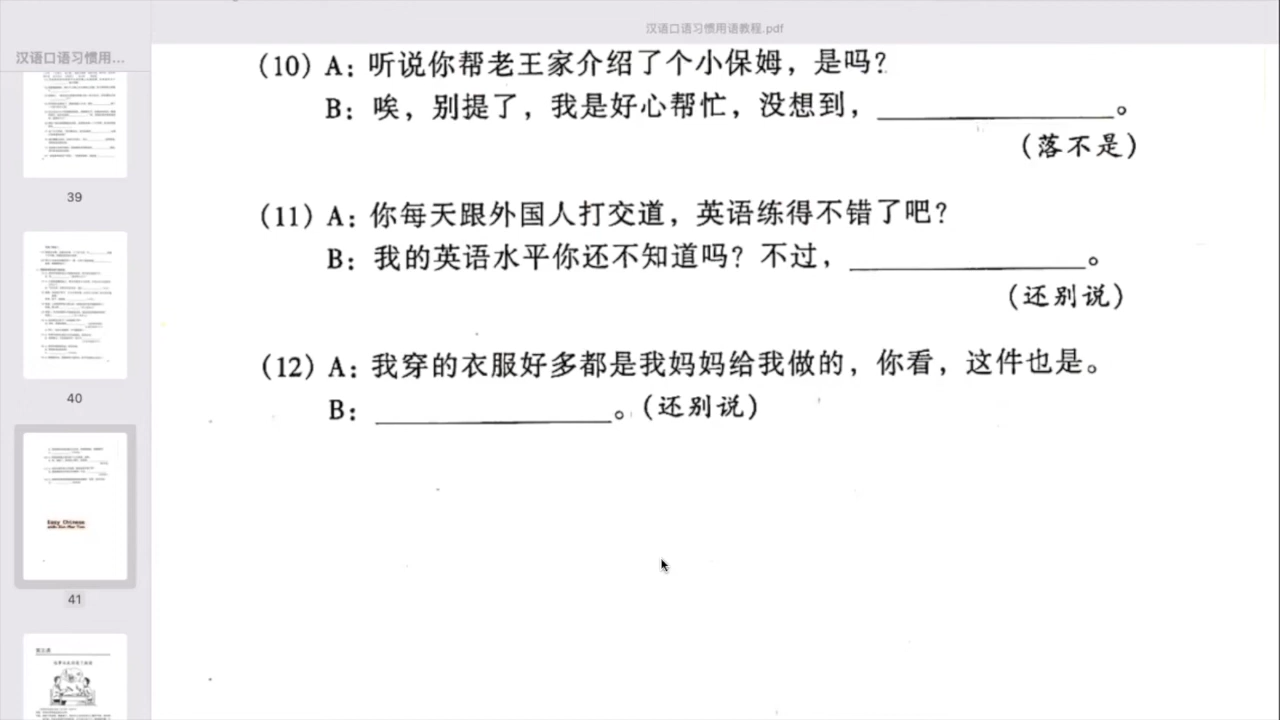 汉语口语习惯用语教程.pdf
汉语口语习惯用...
(10) A：听说你帮老王家介绍了个小保姆，是吗？
B：唉，别提了，我是好心帮忙，没想到，____________。
（落不是）
(11) A：你每天跟外国人打交道，英语练得不错了吧？
B：我的英语水平你还不知道吗？不过，____________。
（还别说）
(12) A：我穿的衣服好多都是我妈妈给我做的，你看，这件也是。
B：____________。（还别说）
39
40
Easy Chinese
41